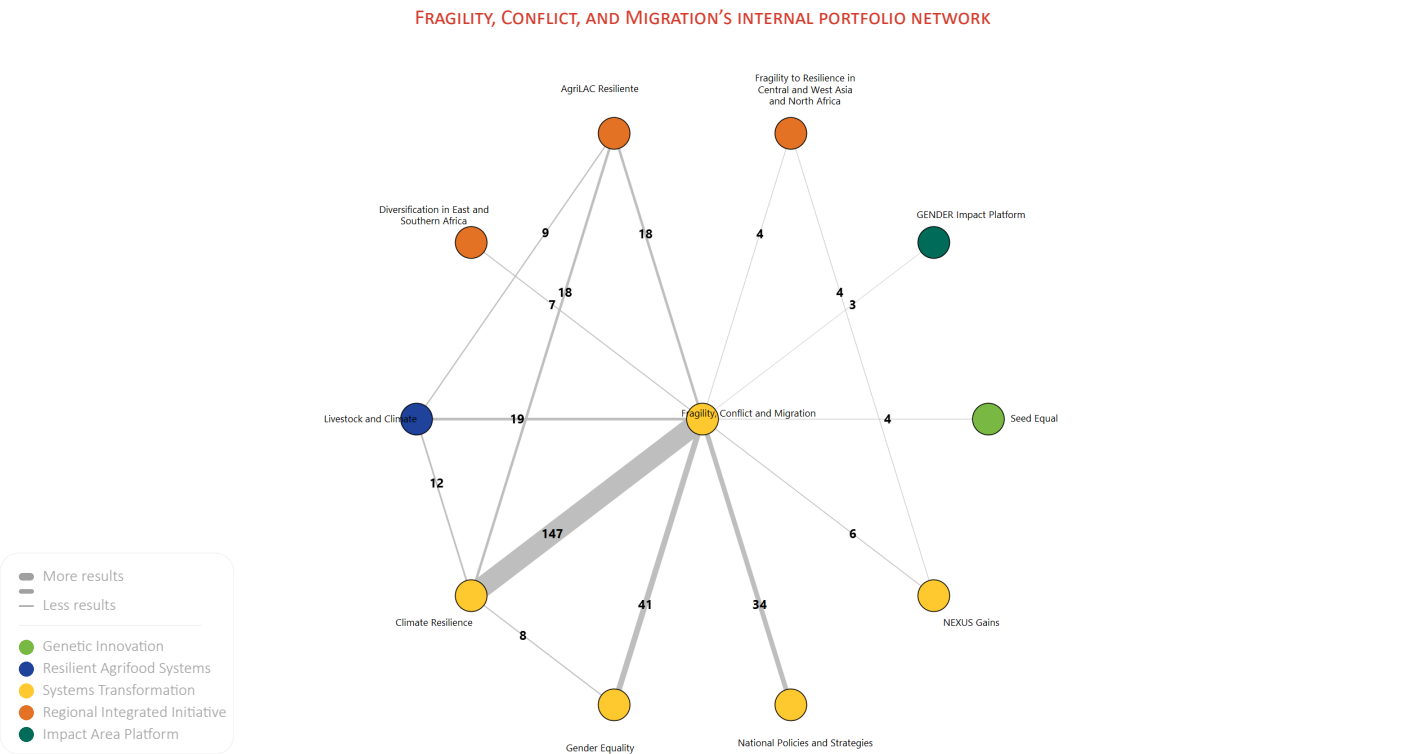 Fragility, Conflict, and Migration’s internal portfolio network
Fragility to Resilience in
Central and West Asia
and North Africa
AgriLAC Resiliente
Diversification in East and
Southern Africa
GENDER Impact Platform
9
18
4
18
4
7
3
Livestock and Climate
19
Fragility, Conflict and Migration
4
Seed Equal
12
147
6
41
34
Climate Resilience
NEXUS Gains
8
Gender Equality
National Policies and Strategies
More results
Less results
Genetic Innovation
Resilient Agrifood Systems
Systems Transformation
Regional Integrated Initiative
Impact Area Platform